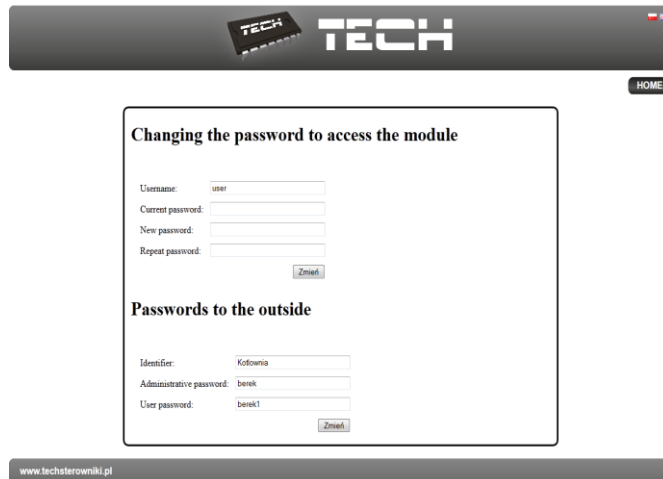 TECH
TECH
HOME
Changing the password to access the module
Username: user
Current password:
New password:
Repeat password:
Zmień
Passwords to the outside
Identifier: Kotłownia
Administrative password: berek
User password: berek1
Zmień
www.techsterowniki.pl